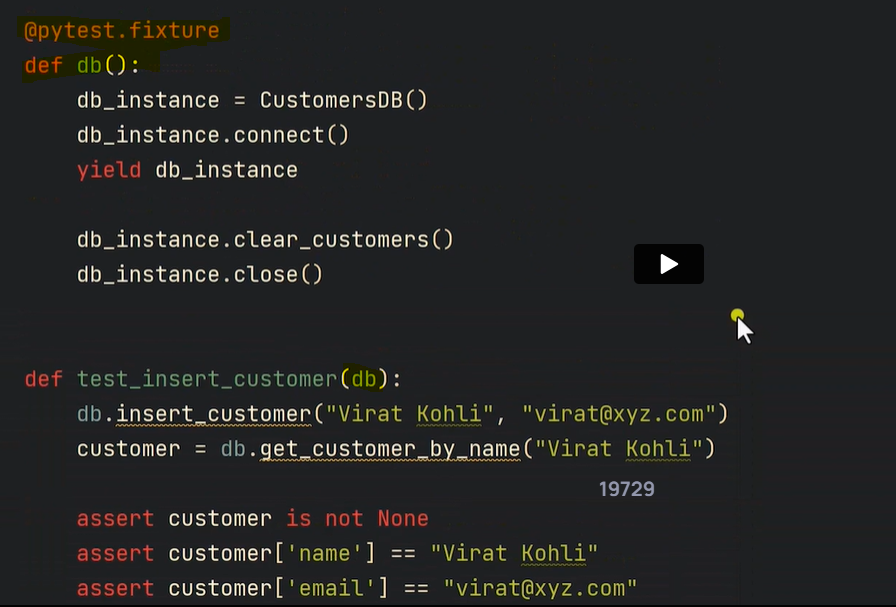 @pytest.fixture
def db():
    db_instance = CustomersDB()
    db_instance.connect()
    yield db_instance

    db_instance.clear_customers()
    db_instance.close()

def test_insert_customer(db):
    db.insert_customer("Virat Kohli", "virat@xyz.com")
    customer = db.get_customer_by_name("Virat Kohli")
19729
    assert customer is not None
    assert customer['name'] == "Virat Kohli"
    assert customer['email'] == "virat@xyz.com"